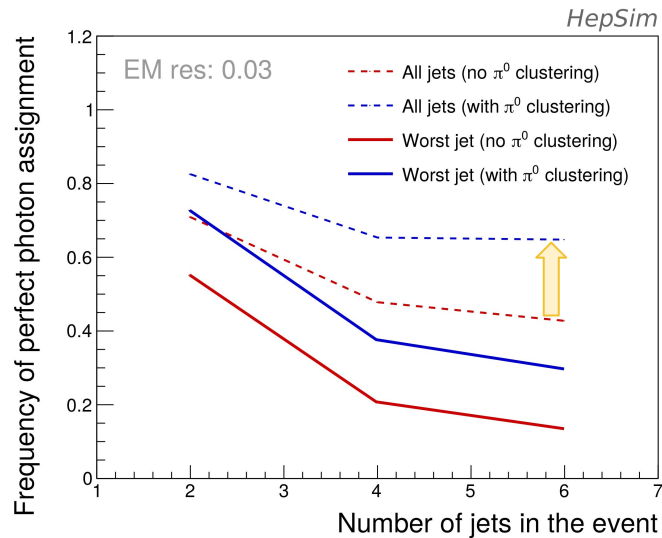 HepSim
EM res: 0.03
All jets (no π⁰ clustering)
All jets (with π⁰ clustering)
Worst jet (no π⁰ clustering)
Worst jet (with π⁰ clustering)
Frequency of perfect photon assignment
1.2
1
0.8
0.6
0.4
0.2
0
1 2 3 4 5 6 7
Number of jets in the event